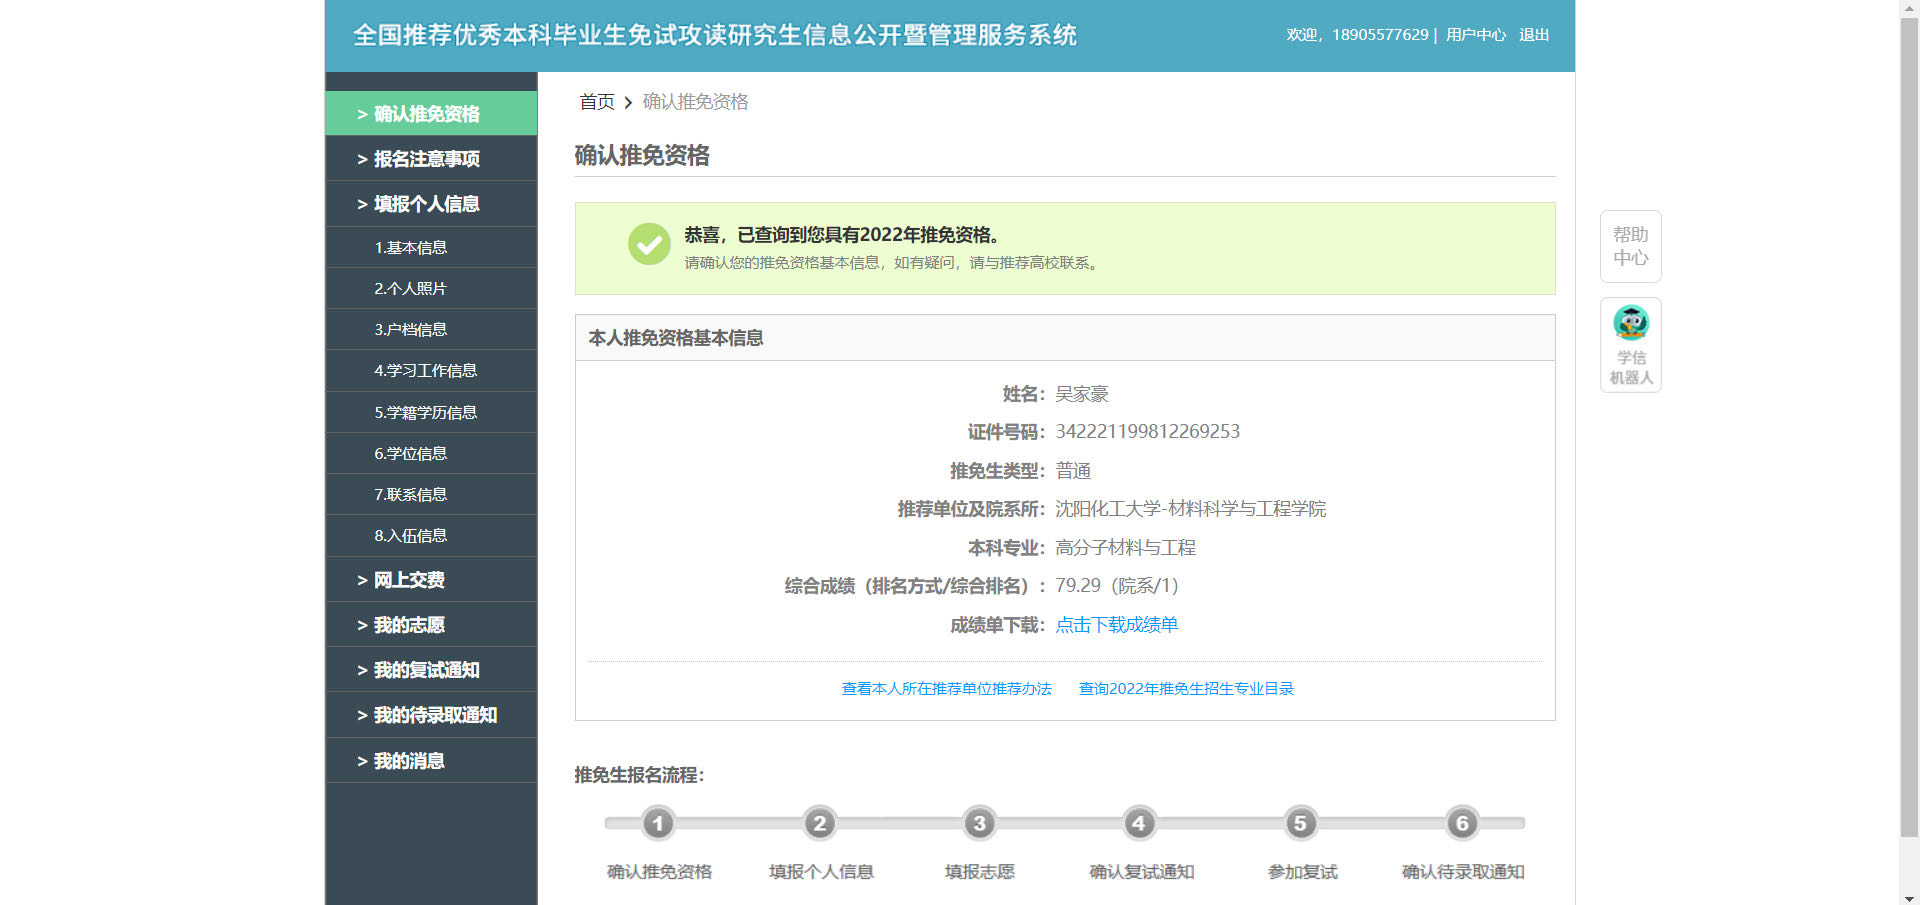 全国推荐优秀本科毕业生免试攻读研究生信息公开暨管理服务系统
欢迎，18905577629 | 用户中心 退出
> 确认推免资格
> 报名注意事项
> 填报个人信息
1.基本信息
2.个人照片
3.户档信息
4.学习工作信息
5.学籍学历信息
6.学位信息
7.联系信息
8.入伍信息
> 网上交费
> 我的志愿
> 我的复试通知
> 我的待录取通知
> 我的消息
首页 > 确认推免资格
确认推免资格
恭喜，已查询到您具有2022年推免资格。
请确认您的推免资格基本信息，如有疑问，请与推荐高校联系。
本人推免资格基本信息
姓名： 吴家豪
证件号码： 342221199812269253
推免生类型： 普通
推荐单位及院系所： 沈阳化工大学-材料科学与工程学院
本科专业： 高分子材料与工程
综合成绩（排名方式/综合排名）： 79.29（院系/1）
成绩单下载： 点击下载成绩单
查看本人所在推荐单位推荐办法 查询2022年推免生招生专业目录
推免生报名流程：
1 2 3 4 5 6
确认推免资格 填报个人信息 填报志愿 确认复试通知 参加复试 确认待录取通知
帮助
中心
学信
机器人